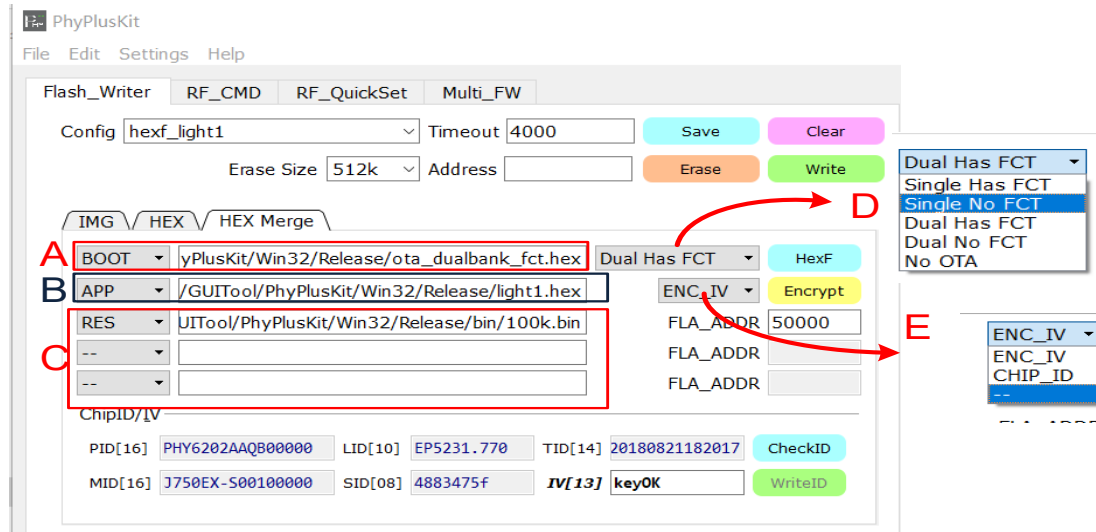 PhyPlusKit
File Edit Settings Help
Flash_Writer RF_CMD RF_QuickSet Multi_FW
Config hexf_light1 Timeout 4000 Save Clear
Erase Size 512k Address Erase Write
IMG HEX HEX Merge
A BOOT yPlusKit/Win32/Release/ota_dualbank_fct.hex Dual Has FCT HexF
B APP /GUITool/PhyPlusKit/Win32/Release/light1.hex ENC_IV Encrypt
RES UITool/PhyPlusKit/Win32/Release/bin/100k.bin FLA_ADDR 50000
C -- FLA_ADDR
-- FLA_ADDR
ChipID/IV
PID[16] PHY6202AAQB00000 LID[10] EP5231.770 TID[14] 20180821182017 CheckID
MID[16] J750EX-S00100000 SID[08] 4883475f IV[13] keyOK WriteID
D
Dual Has FCT
Single Has FCT
Single No FCT
Dual Has FCT
Dual No FCT
No OTA
E
ENC_IV
ENC_IV
CHIP_ID
--